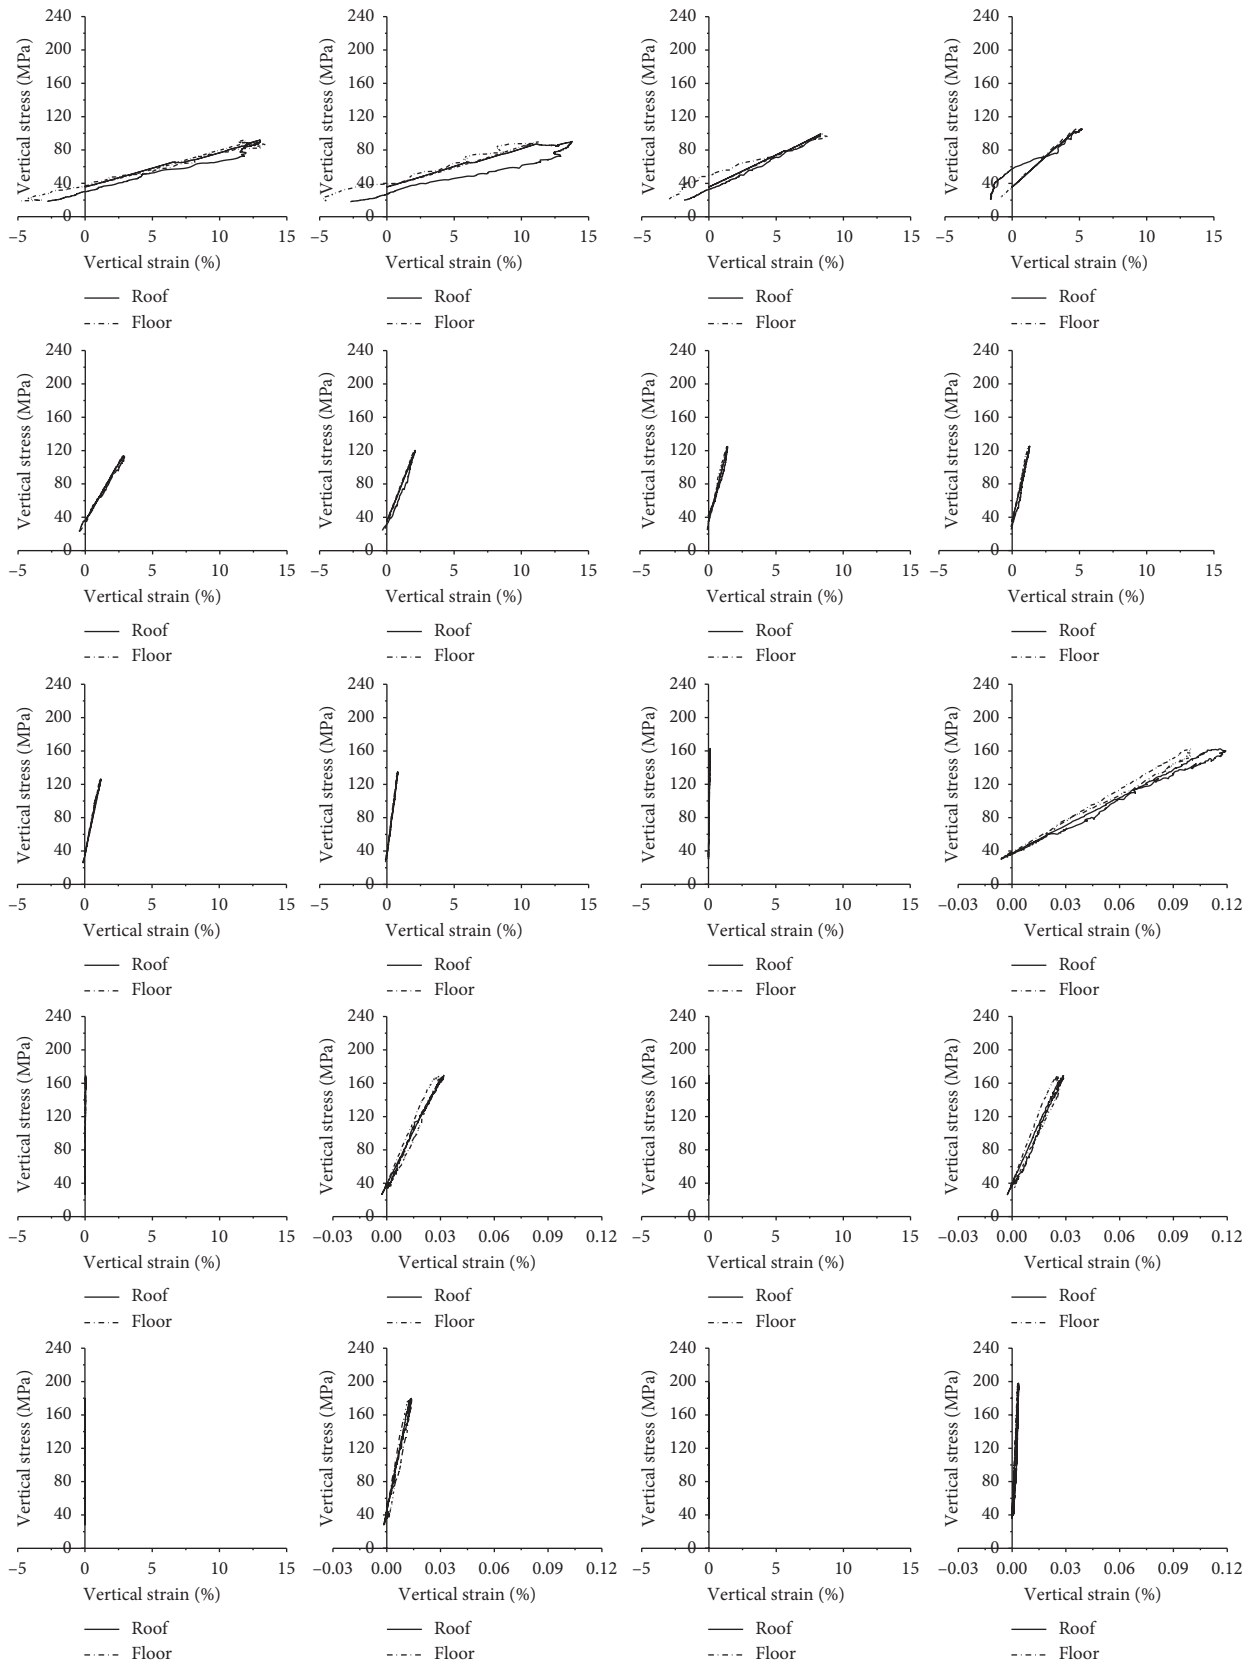 Vertical stress (MPa) Vertical stress (MPa) Vertical stress (MPa) Vertical stress (MPa)
240 240 240 240
200 200 200 200
160 160 160 160
120 120 120 120
80 80 80 80
40 40 40 40
0 0 0 0
–5 0 5 10 15 –5 0 5 10 15 –5 0 5 10 15 –5 0 5 10 15
Vertical strain (%) Vertical strain (%) Vertical strain (%) Vertical strain (%)
Roof Roof Roof Roof
Floor Floor Floor Floor
Vertical stress (MPa) Vertical stress (MPa) Vertical stress (MPa) Vertical stress (MPa)
240 240 240 240
200 200 200 200
160 160 160 160
120 120 120 120
80 80 80 80
40 40 40 40
0 0 0 0
–5 0 5 10 15 –5 0 5 10 15 –5 0 5 10 15 –5 0 5 10 15
Vertical strain (%) Vertical strain (%) Vertical strain (%) Vertical strain (%)
Roof Roof Roof Roof
Floor Floor Floor Floor
Vertical stress (MPa) Vertical stress (MPa) Vertical stress (MPa) Vertical stress (MPa)
240 240 240 240
200 200 200 200
160 160 160 160
120 120 120 120
80 80 80 80
40 40 40 40
0 0 0 0
–5 0 5 10 15 –5 0 5 10 15 –5 0 5 10 15 –0.03 0.00 0.03 0.06 0.09 0.12
Vertical strain (%) Vertical strain (%) Vertical strain (%) Vertical strain (%)
Roof Roof Roof Roof
Floor Floor Floor Floor
Vertical stress (MPa) Vertical stress (MPa) Vertical stress (MPa) Vertical stress (MPa)
240 240 240 240
200 200 200 200
160 160 160 160
120 120 120 120
80 80 80 80
40 40 40 40
0 0 0 0
–5 0 5 10 15 –0.03 0.00 0.03 0.06 0.09 0.12 –5 0 5 10 15 –0.03 0.00 0.03 0.06 0.09 0.12
Vertical strain (%) Vertical strain (%) Vertical strain (%) Vertical strain (%)
Roof Roof Roof Roof
Floor Floor Floor Floor
Vertical stress (MPa) Vertical stress (MPa) Vertical stress (MPa) Vertical stress (MPa)
240 240 240 240
200 200 200 200
160 160 160 160
120 120 120 120
80 80 80 80
40 40 40 40
0 0 0 0
–5 0 5 10 15 –0.03 0.00 0.03 0.06 0.09 0.12 –5 0 5 10 15 –0.03 0.00 0.03 0.06 0.09 0.12
Vertical strain (%) Vertical strain (%) Vertical strain (%) Vertical strain (%)
Roof Roof Roof Roof
Floor Floor Floor Floor